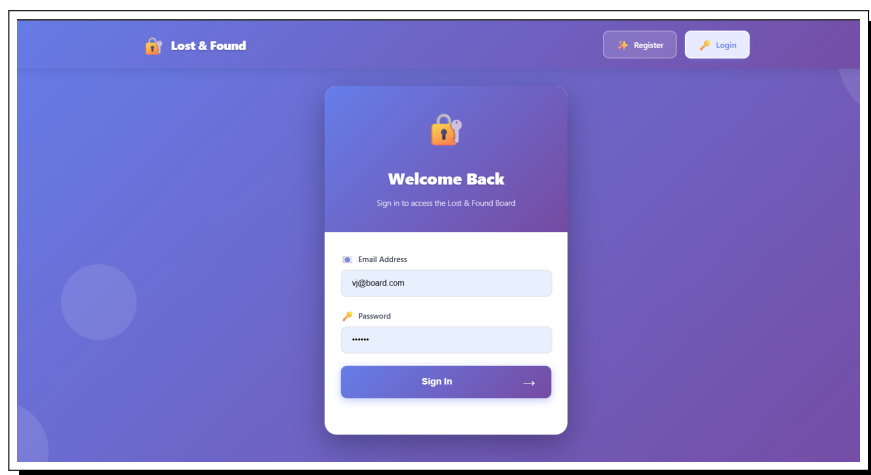 Lost & Found
Register
Login
Welcome Back
Sign in to access the Lost & Found Board
Email Address
vj@board.com
Password
••••••
Sign In →